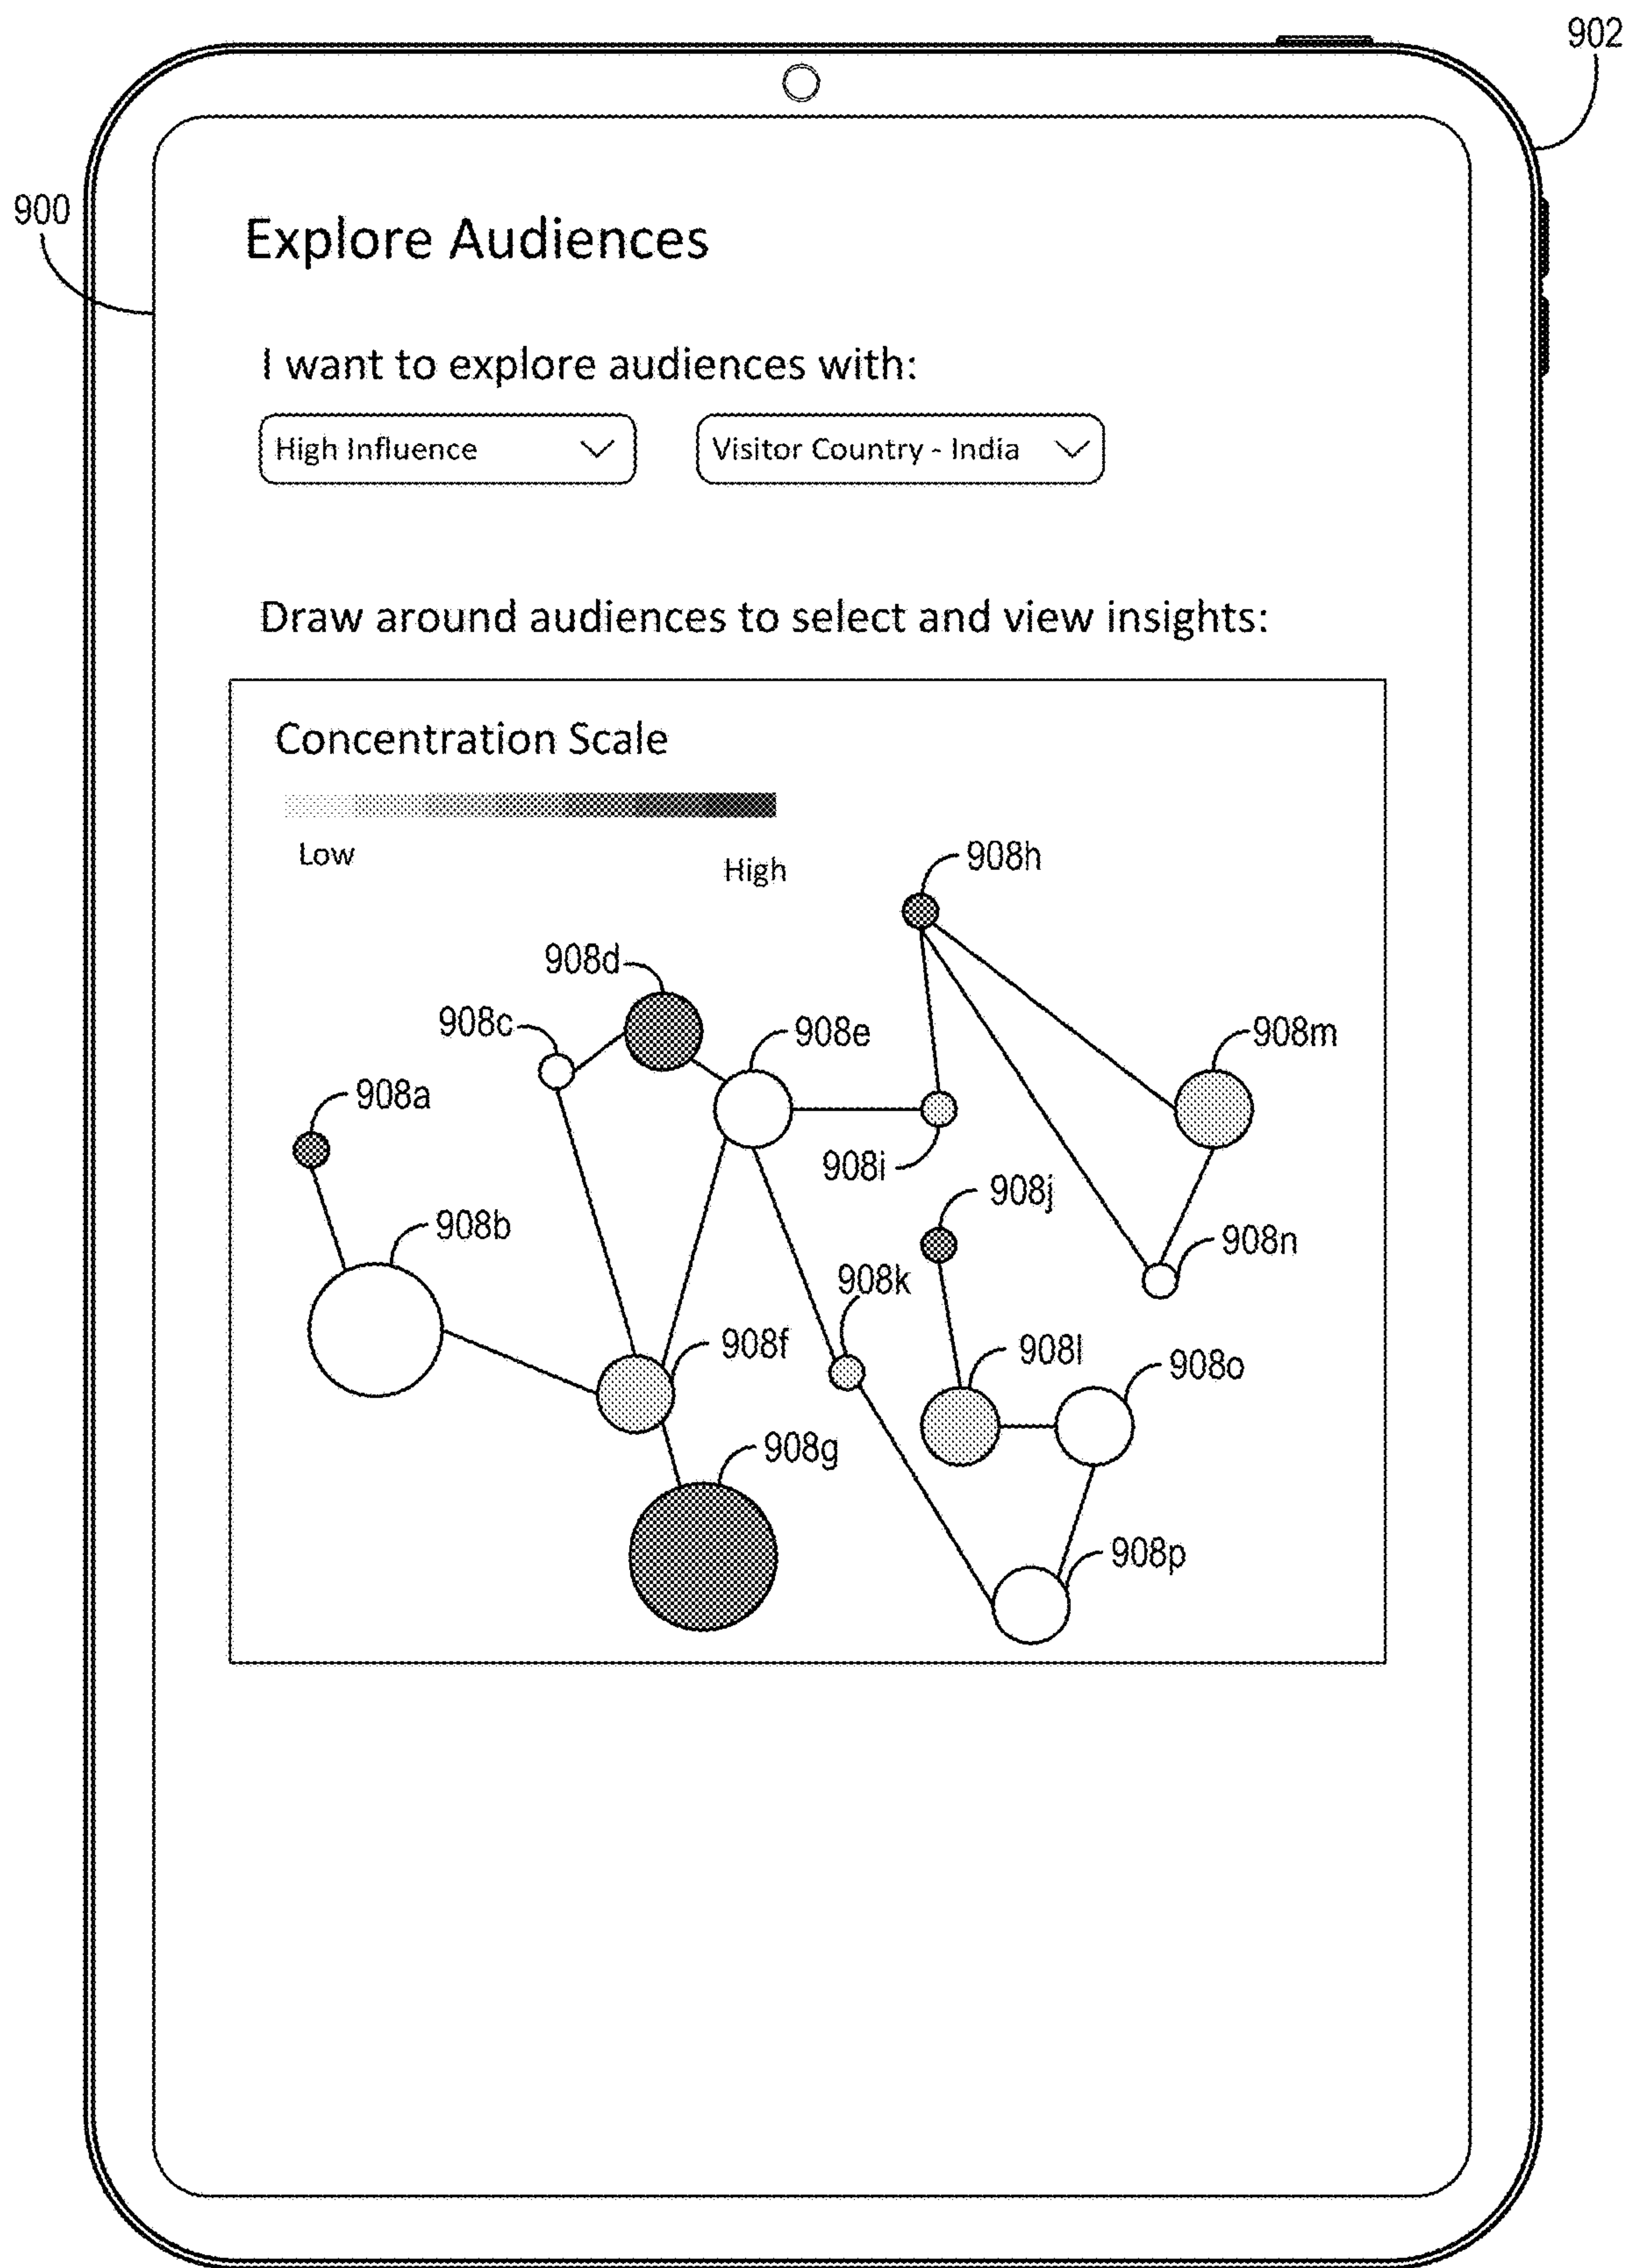 902
900
Explore Audiences
I want to explore audiences with:
High Influence
Visitor Country - India
Draw around audiences to select and view insights:
Concentration Scale
Low
High
908h
908d
908c
908e
908m
908a
908i
908j
908b
908n
908k
908f
908l
908o
908g
908p